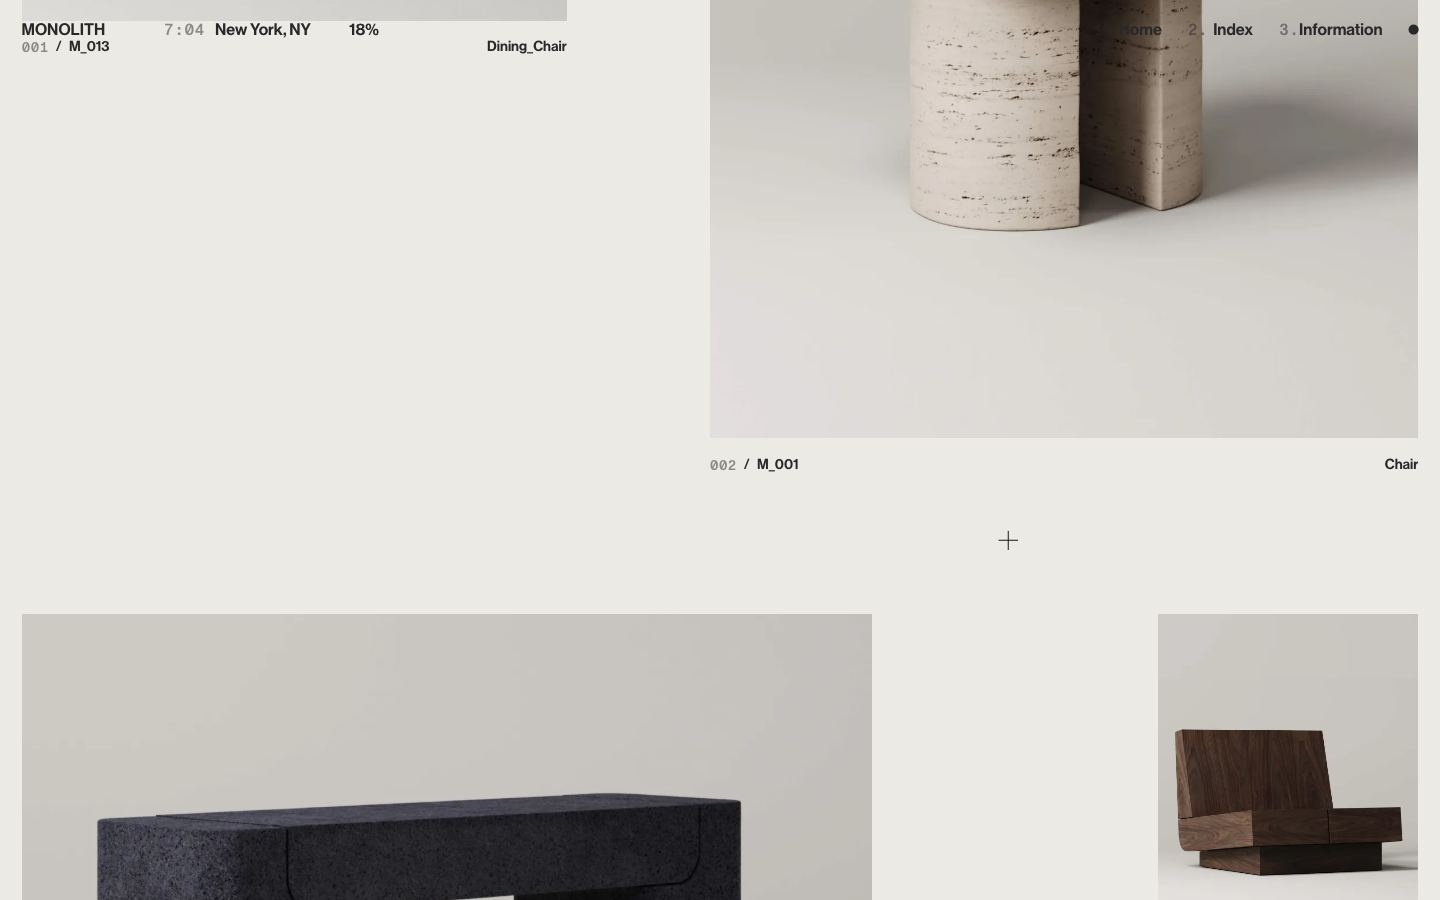 MONOLITH 7:04 New York, NY 18% Home 2. Index 3. Information
001 / M_013 Dining_Chair
002 / M_001 Chair